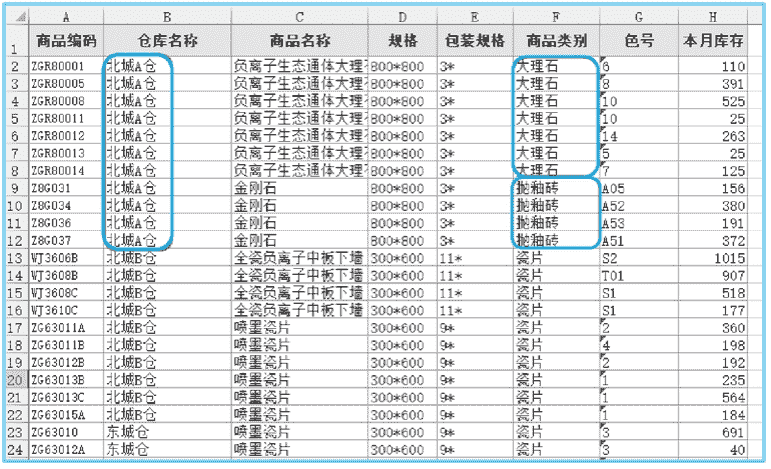 A B C D E F G H
1 商品编码 仓库名称 商品名称 规格 包装规格 商品类别 色号 本月库存
2 ZGR80001 北城A仓 负离子生态通体大理 800*800 3* 大理石 6 110
3 ZGR80005 北城A仓 负离子生态通体大理 800*800 3* 大理石 8 391
4 ZGR80008 北城A仓 负离子生态通体大理 800*800 3* 大理石 10 525
5 ZGR80011 北城A仓 负离子生态通体大理 800*800 3* 大理石 10 25
6 ZGR80012 北城A仓 负离子生态通体大理 800*800 3* 大理石 14 263
7 ZGR80013 北城A仓 负离子生态通体大理 800*800 3* 大理石 5 25
8 ZGR80014 北城A仓 负离子生态通体大理 800*800 3* 大理石 7 125
9 Z8G031 北城A仓 金刚石 800*800 3* 抛釉砖 A05 156
10 Z8G034 北城A仓 金刚石 800*800 3* 抛釉砖 A52 380
11 Z8G036 北城A仓 金刚石 800*800 3* 抛釉砖 A53 191
12 Z8G037 北城A仓 金刚石 800*800 3* 抛釉砖 A51 372
13 WJ3606B 北城B仓 全瓷负离子中板下墙 300*600 11* 瓷片 S2 1015
14 WJ3608B 北城B仓 全瓷负离子中板下墙 300*600 11* 瓷片 T01 907
15 WJ3608C 北城B仓 全瓷负离子中板下墙 300*600 11* 瓷片 S1 518
16 WJ3610C 北城B仓 全瓷负离子中板下墙 300*600 11* 瓷片 S1 177
17 ZG63011A 北城B仓 喷墨瓷片 300*600 9* 瓷片 2 360
18 ZG63011B 北城B仓 喷墨瓷片 300*600 9* 瓷片 4 198
19 ZG63012B 北城B仓 喷墨瓷片 300*600 9* 瓷片 2 192
20 ZG63013B 北城B仓 喷墨瓷片 300*600 9* 瓷片 1 235
21 ZG63013C 北城B仓 喷墨瓷片 300*600 9* 瓷片 1 564
22 ZG63015A 北城B仓 喷墨瓷片 300*600 9* 瓷片 1 184
23 ZG63010 东城仓 喷墨瓷片 300*600 9* 瓷片 3 691
24 ZG63012A 东城仓 喷墨瓷片 300*600 9* 瓷片 3 40